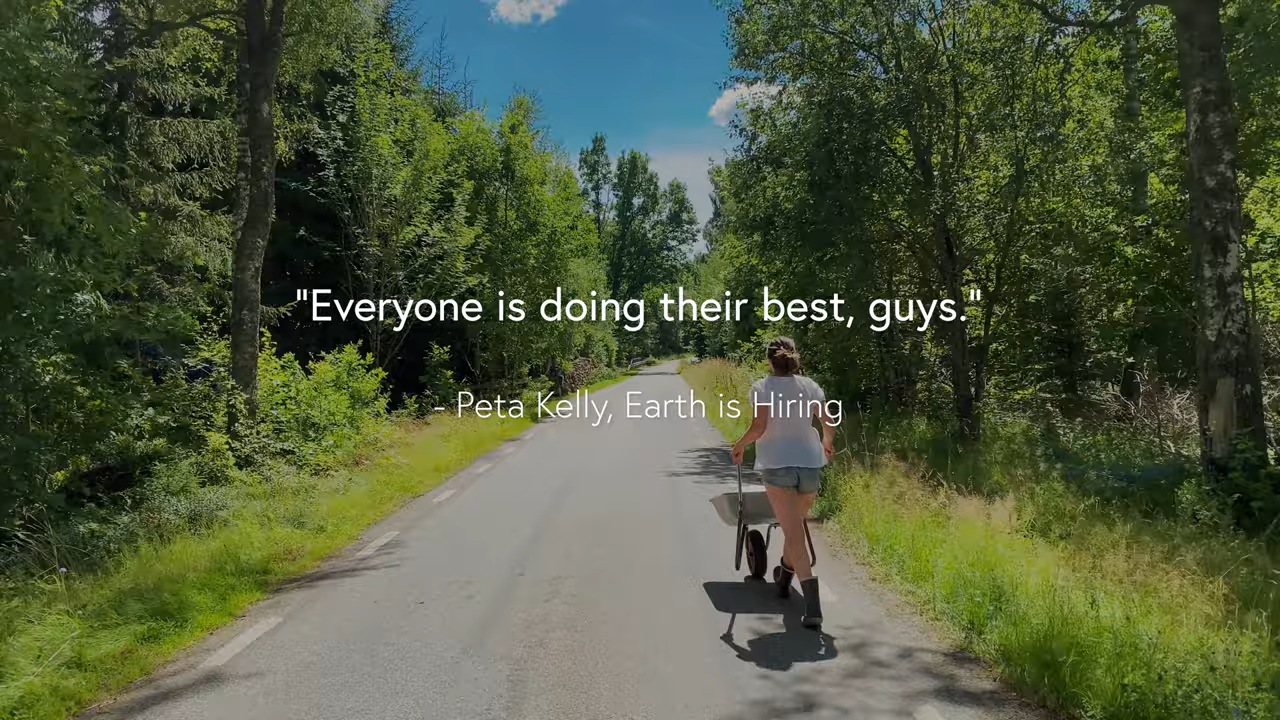 "Everyone is doing their best, guys."
- Peta Kelly, Earth is Hiring